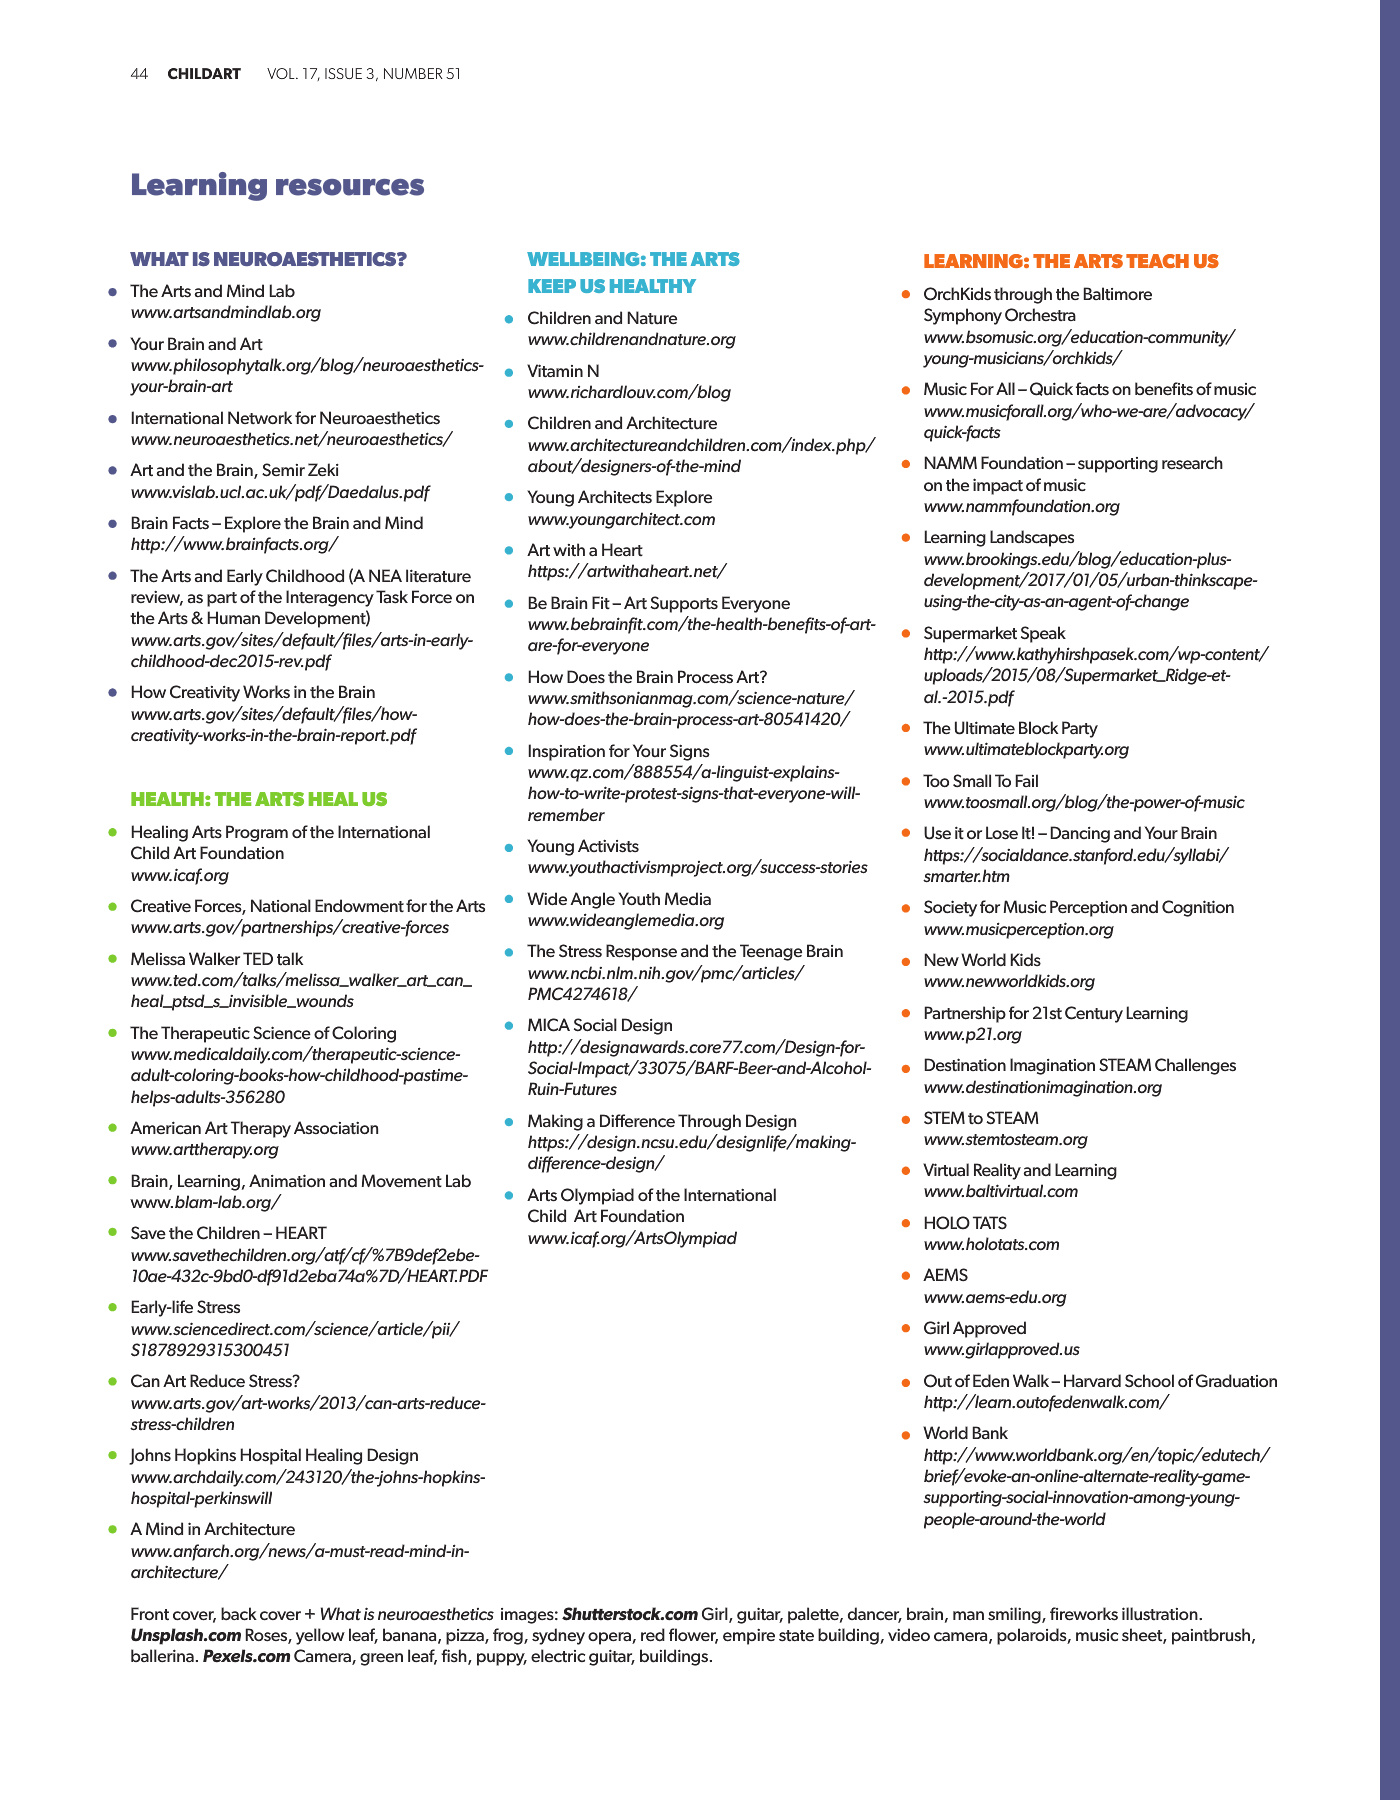 44 CHILDART VOL. 17, ISSUE 3, NUMBER 51
Learning resources
WHAT IS NEUROAESTHETICS?
The Arts and Mind Lab
www.artsandmindlab.org
Your Brain and Art
www.philosophytalk.org/blog/neuroaesthetics-
your-brain-art
International Network for Neuroaesthetics
www.neuroaesthetics.net/neuroaesthetics/
Art and the Brain, Semir Zeki
www.vislab.ucl.ac.uk/pdf/Daedalus.pdf
Brain Facts – Explore the Brain and Mind
http://www.brainfacts.org/
The Arts and Early Childhood (A NEA literature
review, as part of the Interagency Task Force on
the Arts & Human Development)
www.arts.gov/sites/default/files/arts-in-early-
childhood-dec2015-rev.pdf
How Creativity Works in the Brain
www.arts.gov/sites/default/files/how-
creativity-works-in-the-brain-report.pdf
HEALTH: THE ARTS HEAL US
Healing Arts Program of the International
Child Art Foundation
www.icaf.org
Creative Forces, National Endowment for the Arts
www.arts.gov/partnerships/creative-forces
Melissa Walker TED talk
www.ted.com/talks/melissa_walker_art_can_
heal_ptsd_s_invisible_wounds
The Therapeutic Science of Coloring
www.medicaldaily.com/therapeutic-science-
adult-coloring-books-how-childhood-pastime-
helps-adults-356280
American Art Therapy Association
www.arttherapy.org
Brain, Learning, Animation and Movement Lab
www.blam-lab.org/
Save the Children – HEART
www.savethechildren.org/atf/cf/%7B9def2ebe-
10ae-432c-9bd0-df91d2eba74a%7D/HEART.PDF
Early-life Stress
www.sciencedirect.com/science/article/pii/
S1878929315300451
Can Art Reduce Stress?
www.arts.gov/art-works/2013/can-arts-reduce-
stress-children
Johns Hopkins Hospital Healing Design
www.archdaily.com/243120/the-johns-hopkins-
hospital-perkinswill
A Mind in Architecture
www.anfarch.org/news/a-must-read-mind-in-
architecture/
WELLBEING: THE ARTS
KEEP US HEALTHY
Children and Nature
www.childrenandnature.org
Vitamin N
www.richardlouv.com/blog
Children and Architecture
www.architectureandchildren.com/index.php/
about/designers-of-the-mind
Young Architects Explore
www.youngarchitect.com
Art with a Heart
https://artwithaheart.net/
Be Brain Fit – Art Supports Everyone
www.bebrainfit.com/the-health-benefits-of-art-
are-for-everyone
How Does the Brain Process Art?
www.smithsonianmag.com/science-nature/
how-does-the-brain-process-art-80541420/
Inspiration for Your Signs
www.qz.com/888554/a-linguist-explains-
how-to-write-protest-signs-that-everyone-will-
remember
Young Activists
www.youthactivismproject.org/success-stories
Wide Angle Youth Media
www.wideanglemedia.org
The Stress Response and the Teenage Brain
www.ncbi.nlm.nih.gov/pmc/articles/
PMC4274618/
MICA Social Design
http://designawards.core77.com/Design-for-
Social-Impact/33075/BARF-Beer-and-Alcohol-
Ruin-Futures
Making a Difference Through Design
https://design.ncsu.edu/designlife/making-
difference-design/
Arts Olympiad of the International
Child Art Foundation
www.icaf.org/ArtsOlympiad
LEARNING: THE ARTS TEACH US
OrchKids through the Baltimore
Symphony Orchestra
www.bsomusic.org/education-community/
young-musicians/orchkids/
Music For All – Quick facts on benefits of music
www.musicforall.org/who-we-are/advocacy/
quick-facts
NAMM Foundation – supporting research
on the impact of music
www.nammfoundation.org
Learning Landscapes
www.brookings.edu/blog/education-plus-
development/2017/01/05/urban-thinkscape-
using-the-city-as-an-agent-of-change
Supermarket Speak
http://www.kathyhirshpasek.com/wp-content/
uploads/2015/08/Supermarket_Ridge-et-
al.-2015.pdf
The Ultimate Block Party
www.ultimateblockparty.org
Too Small To Fail
www.toosmall.org/blog/the-power-of-music
Use it or Lose It! – Dancing and Your Brain
https://socialdance.stanford.edu/syllabi/
smarter.htm
Society for Music Perception and Cognition
www.musicperception.org
New World Kids
www.newworldkids.org
Partnership for 21st Century Learning
www.p21.org
Destination Imagination STEAM Challenges
www.destinationimagination.org
STEM to STEAM
www.stemtosteam.org
Virtual Reality and Learning
www.baltivirtual.com
HOLO TATS
www.holotats.com
AEMS
www.aems-edu.org
Girl Approved
www.girlapproved.us
Out of Eden Walk – Harvard School of Graduation
http://learn.outofedenwalk.com/
World Bank
http://www.worldbank.org/en/topic/edutech/
brief/evoke-an-online-alternate-reality-game-
supporting-social-innovation-among-young-
people-around-the-world
Front cover, back cover + What is neuroaesthetics images: Shutterstock.com Girl, guitar, palette, dancer, brain, man smiling, fireworks illustration.
Unsplash.com Roses, yellow leaf, banana, pizza, frog, sydney opera, red flower, empire state building, video camera, polaroids, music sheet, paintbrush,
ballerina. Pexels.com Camera, green leaf, fish, puppy, electric guitar, buildings.